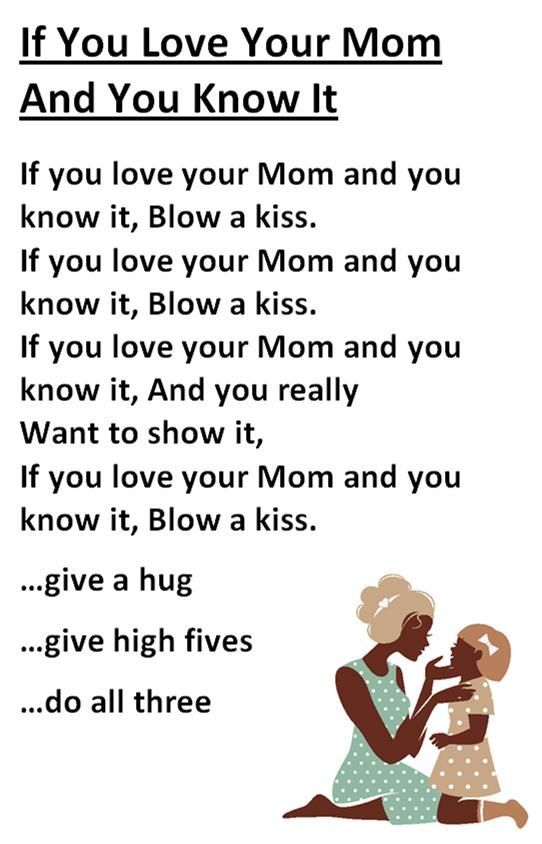 If You Love Your Mom
And You Know It
If you love your Mom and you
know it, Blow a kiss.
If you love your Mom and you
know it, Blow a kiss.
If you love your Mom and you
know it, And you really
Want to show it,
If you love your Mom and you
know it, Blow a kiss.
...give a hug
...give high fives
...do all three